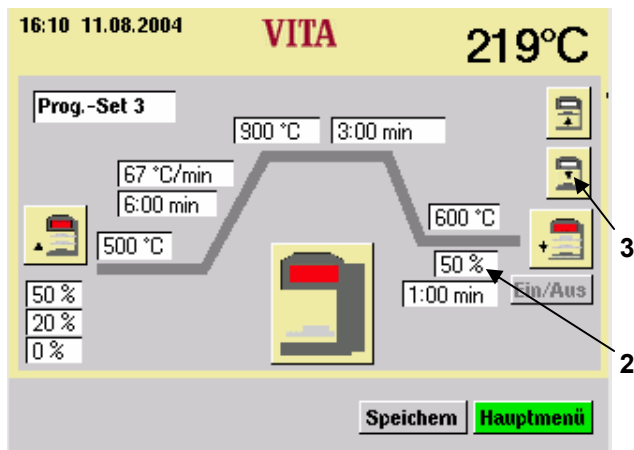 16:10 11.08.2004 VITA 219°C
Prog.-Set 3
900 °C 3:00 min
67 °C/min
6:00 min
600 °C
500 °C
3
50 %
50 %
1:00 min Ein/Aus
20 %
0 %
2
Speichern Hauptmenü